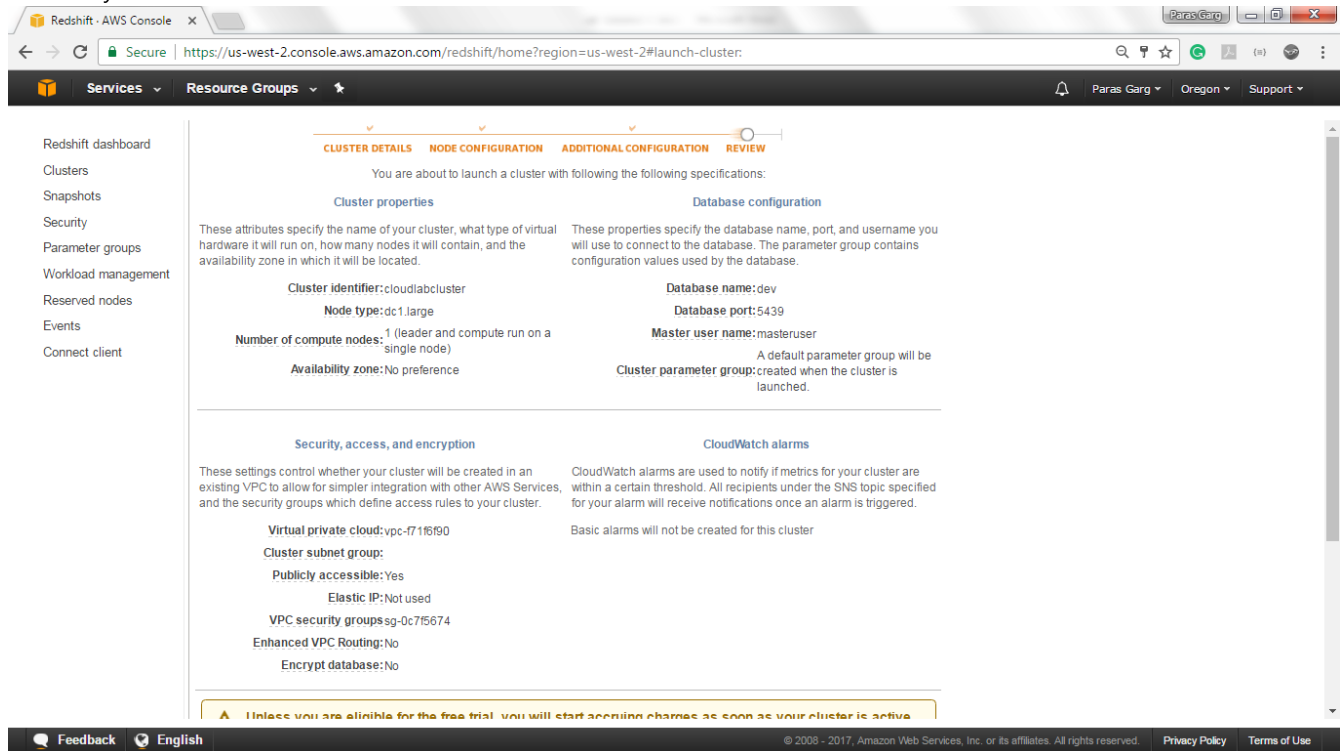 Redshift · AWS Console
Paras Garg
Secure
https://us-west-2.console.aws.amazon.com/redshift/home?region=us-west-2#launch-cluster:
Services
Resource Groups
Paras Garg
Oregon
Support
Redshift dashboard
Clusters
Snapshots
Security
Parameter groups
Workload management
Reserved nodes
Events
Connect client
CLUSTER DETAILS
NODE CONFIGURATION
ADDITIONAL CONFIGURATION
REVIEW
You are about to launch a cluster with following the following specifications:
Cluster properties
These attributes specify the name of your cluster, what type of virtual
hardware it will run on, how many nodes it will contain, and the
availability zone in which it will be located.
Cluster identifier: cloudlabcluster
Node type: dc1.large
Number of compute nodes: 1 (leader and compute run on a
single node)
Availability zone: No preference
Database configuration
These properties specify the database name, port, and username you
will use to connect to the database. The parameter group contains
configuration values used by the database.
Database name: dev
Database port: 5439
Master user name: masteruser
Cluster parameter group: A default parameter group will be
created when the cluster is
launched.
Security, access, and encryption
These settings control whether your cluster will be created in an
existing VPC to allow for simpler integration with other AWS Services,
and the security groups which define access rules to your cluster.
Virtual private cloud: vpc-f71f6f90
Cluster subnet group:
Publicly accessible: Yes
Elastic IP: Not used
VPC security groups sg-0c7f5674
Enhanced VPC Routing: No
Encrypt database: No
CloudWatch alarms
CloudWatch alarms are used to notify if metrics for your cluster are
within a certain threshold. All recipients under the SNS topic specified
for your alarm will receive notifications once an alarm is triggered.
Basic alarms will not be created for this cluster
Unless you are eligible for the free trial, you will start accruing charges as soon as your cluster is active
Feedback
English
© 2008 - 2017, Amazon Web Services, Inc. or its affiliates. All rights reserved.
Privacy Policy
Terms of Use